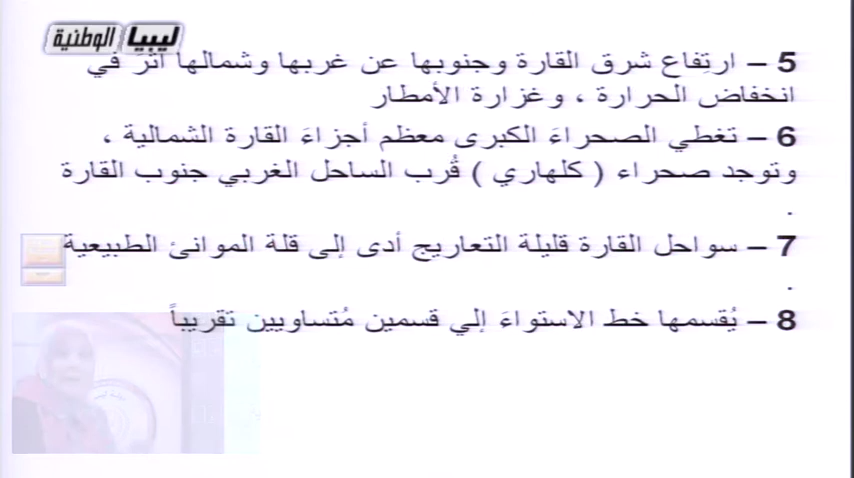 ليبيا الوطنية
5 – ارتِفاع شرق القارة وجنوبها عن غربها وشمالها أثرَ في
انخفاض الحرارة ، وغزارة الأمطار
6 – تغطي الصحراءَ الكبرى معظم أجزاءَ القارة الشمالية ،
وتوجد صحراء ( كلهاري ) قُرب الساحل الغربي جنوب القارة
.
7 – سواحل القارة قليلة التعاريج أدى إلى قلة الموانئ الطبيعية
.
8 – يُقسمها خط الاستواءَ إلي قسمين مُتساويين تقريباً